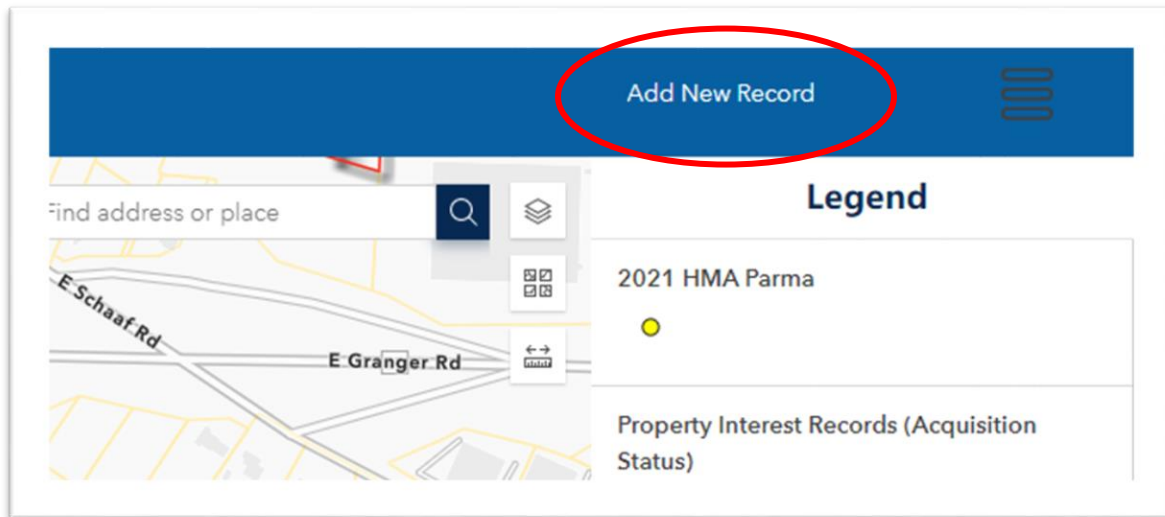 Add New Record
Find address or place
Legend
2021 HMA Parma
E Schaaf Rd
E Granger Rd
Property Interest Records (Acquisition
Status)